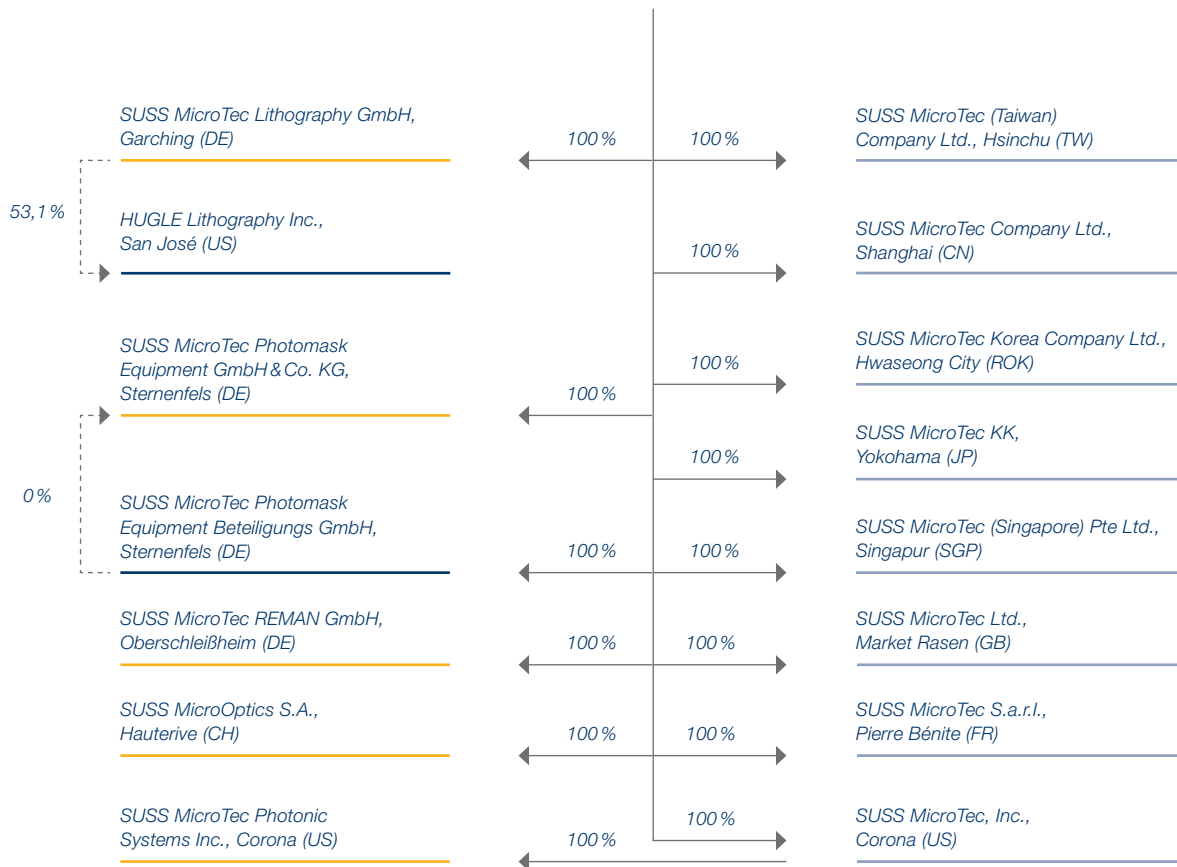 SUSS MicroTec Lithography GmbH,
Garching (DE)
100 %
100 %
SUSS MicroTec (Taiwan)
Company Ltd., Hsinchu (TW)
53,1 %
HUGLE Lithography Inc.,
San José (US)
100 %
SUSS MicroTec Company Ltd.,
Shanghai (CN)
SUSS MicroTec Photomask
Equipment GmbH & Co. KG,
Sternenfels (DE)
100 %
100 %
SUSS MicroTec Korea Company Ltd.,
Hwaseong City (ROK)
100 %
SUSS MicroTec KK,
Yokohama (JP)
0 %
SUSS MicroTec Photomask
Equipment Beteiligungs GmbH,
Sternenfels (DE)
100 %
100 %
SUSS MicroTec (Singapore) Pte Ltd.,
Singapur (SGP)
SUSS MicroTec REMAN GmbH,
Oberschleißheim (DE)
100 %
100 %
SUSS MicroTec Ltd.,
Market Rasen (GB)
SUSS MicroOptics S.A.,
Hauterive (CH)
100 %
100 %
SUSS MicroTec S.a.r.l.,
Pierre Bénite (FR)
SUSS MicroTec Photonic
Systems Inc., Corona (US)
100 %
100 %
SUSS MicroTec, Inc.,
Corona (US)